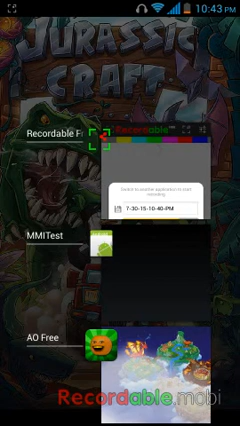 10:43 PM
JURASSIC
CRAFT
Recordable Fr
Recordable
Switch to another application to start
recording
7-30-15-10-40-PM
MMITest
AO Free
Recordable.mobi